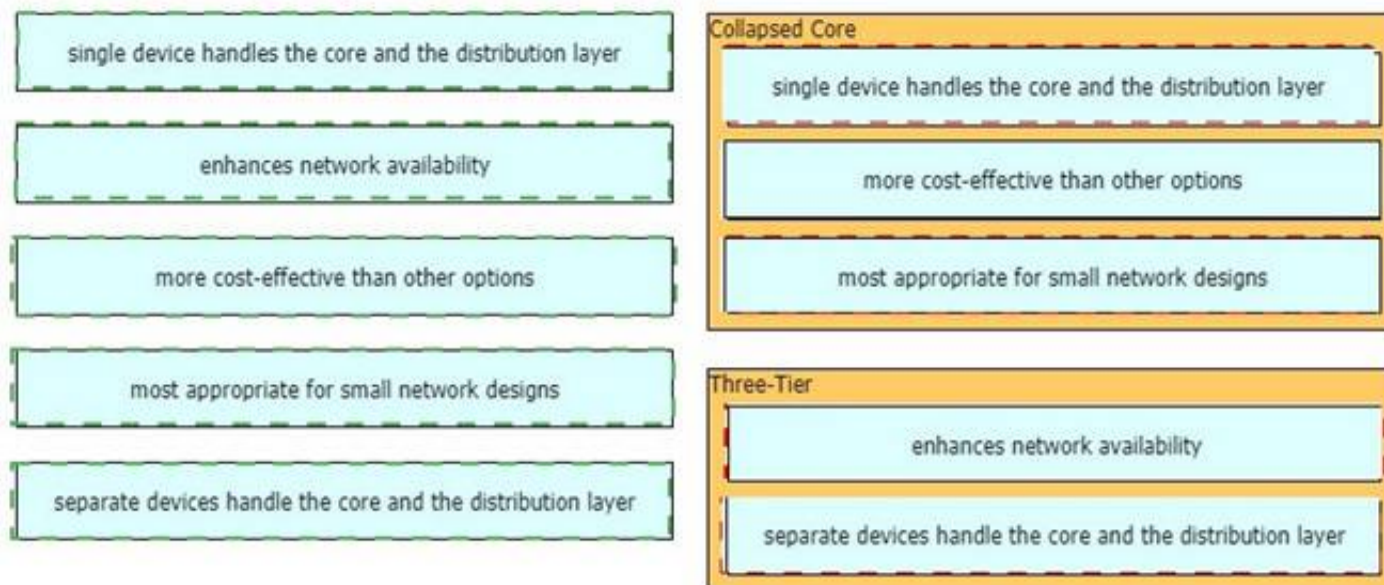 single device handles the core and the distribution layer
enhances network availability
more cost-effective than other options
most appropriate for small network designs
separate devices handle the core and the distribution layer
Collapsed Core
single device handles the core and the distribution layer
more cost-effective than other options
most appropriate for small network designs
Three-Tier
enhances network availability
separate devices handle the core and the distribution layer